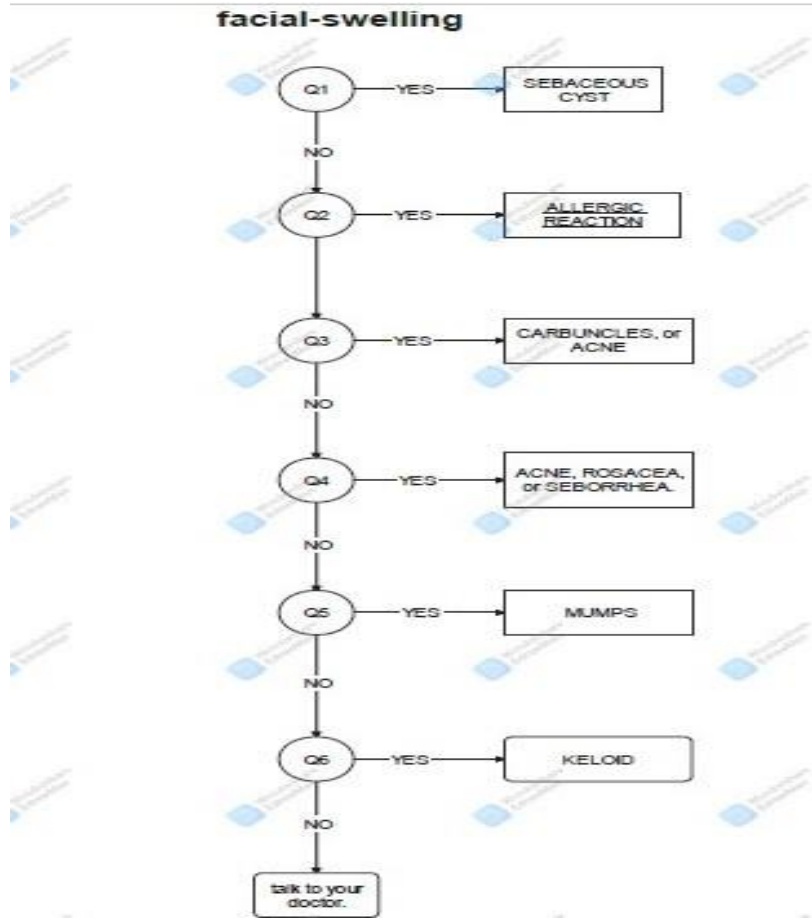 facial-swelling
Q1
YES
SEBACEOUS
CYST
NO
Q2
YES
ALLERGIC
REACTION
Q3
YES
CARBUNCLES, or
ACNE
NO
Q4
YES
ACNE, ROSACEA,
or SEBORRHEA.
NO
Q5
YES
MUMPS
NO
Q6
YES
KELOID
NO
talk to your
doctor.